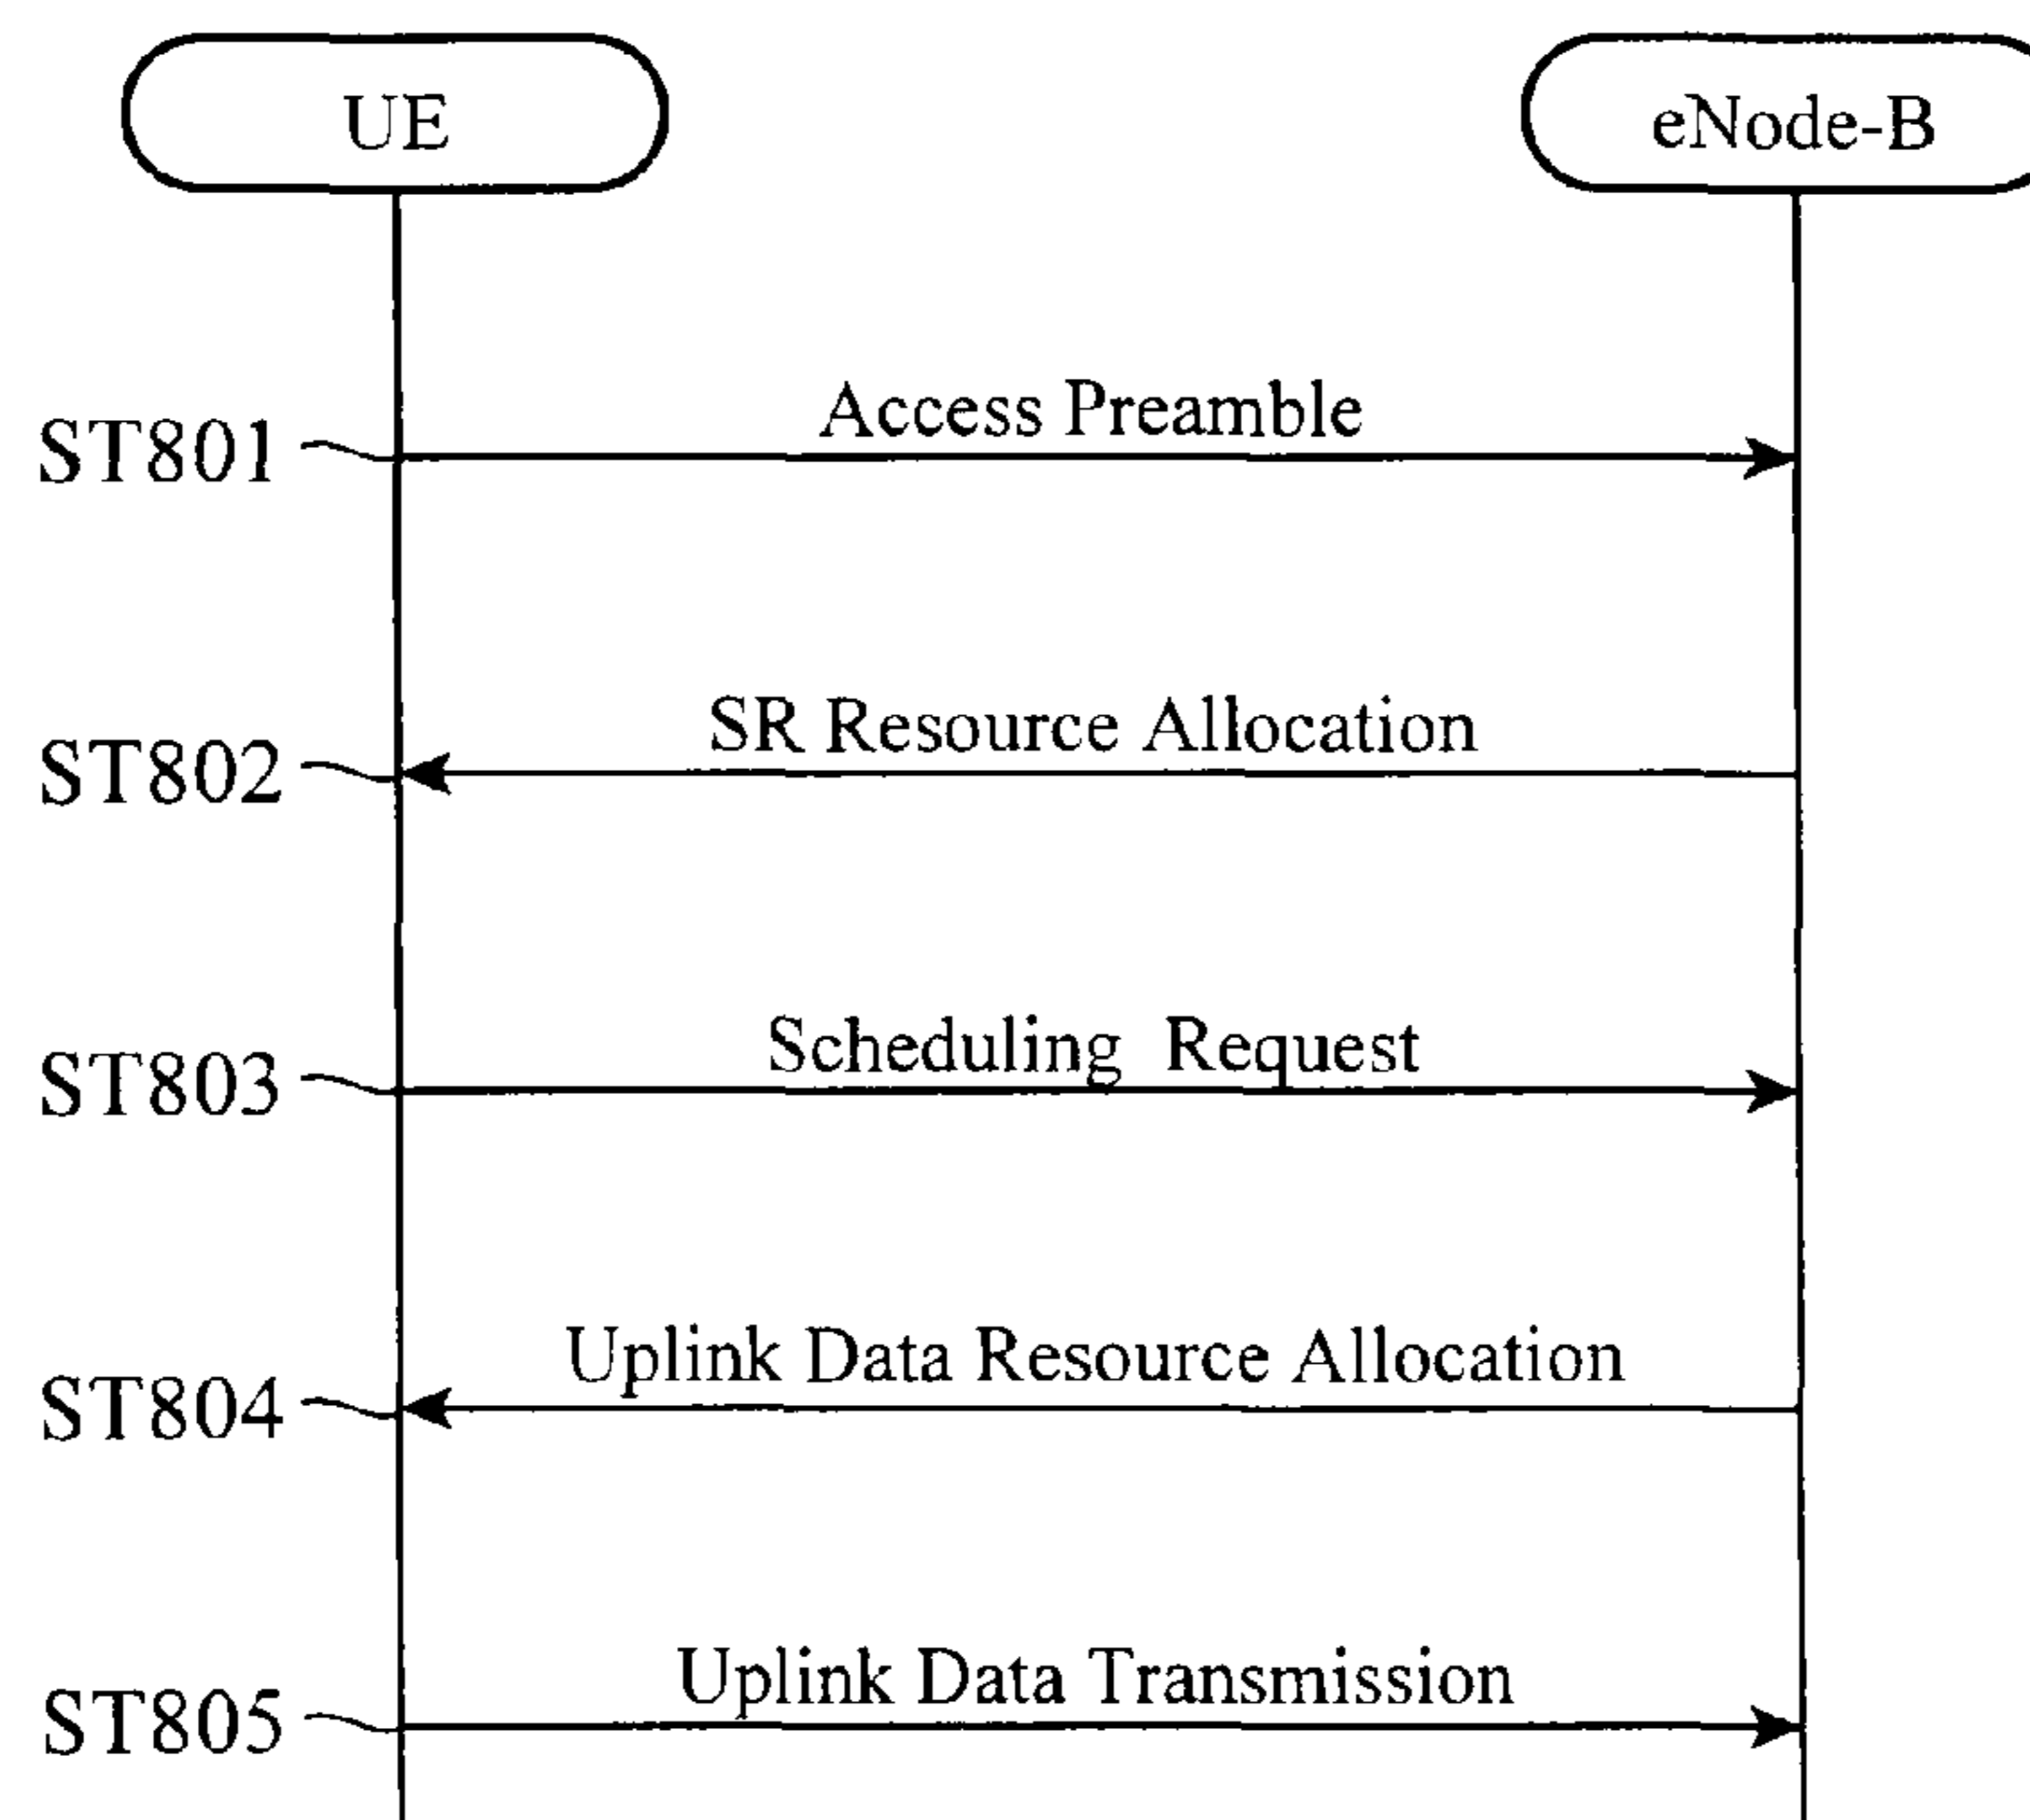 UE
eNode-B
Access Preamble
ST801
SR Resource Allocation
ST802
Scheduling Request
ST803
Uplink Data Resource Allocation
ST804
Uplink Data Transmission
ST805